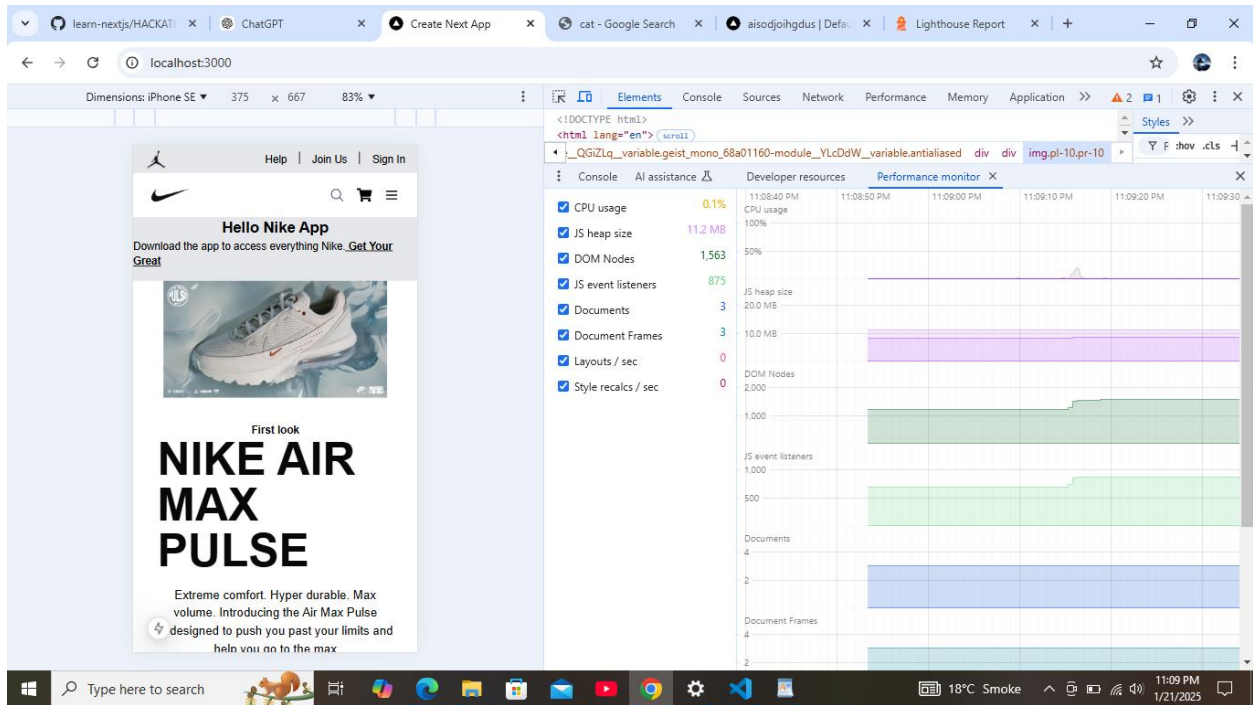 learn-nextjs/HACKAT
ChatGPT
Create Next App
cat - Google Search
aisodjoihgdus | Defau
Lighthouse Report
localhost:3000
Dimensions: iPhone SE 375 x 667 83%
Elements Console Sources Network Performance Memory Application 2 1
<!DOCTYPE html>
<html lang="en"> scroll
Styles
:hov .cls
__QGiZLq__variable.geist_mono_68a01160-module__YLcDdW__variable.antialiased div div img.pl-10.pr-10
Console AI assistance Developer resources Performance monitor
CPU usage 0.1%
JS heap size 11.2 MB
DOM Nodes 1,563
JS event listeners 875
Documents 3
Document Frames 3
Layouts / sec 0
Style recalcs / sec 0
11:08:40 PM 11:08:50 PM 11:09:00 PM 11:09:10 PM 11:09:20 PM 11:09:30
CPU usage
100%
50%
JS heap size
20.0 MB
10.0 MB
DOM Nodes
2,000
1,000
JS event listeners
1,000
500
Documents
4
2
Document Frames
4
2
Help | Join Us | Sign In
Hello Nike App
Download the app to access everything Nike. Get Your
Great
First look
NIKE AIR
MAX
PULSE
Extreme comfort. Hyper durable. Max
volume. Introducing the Air Max Pulse
designed to push you past your limits and
help you go to the max
Type here to search
18°C Smoke
11:09 PM
1/21/2025